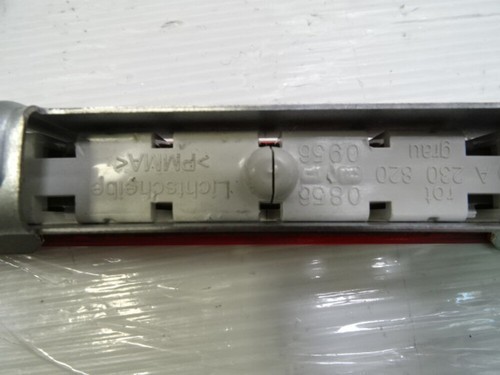 A 230 820 0956
rot grau
0856
Lichtscheibe
>PMMA<